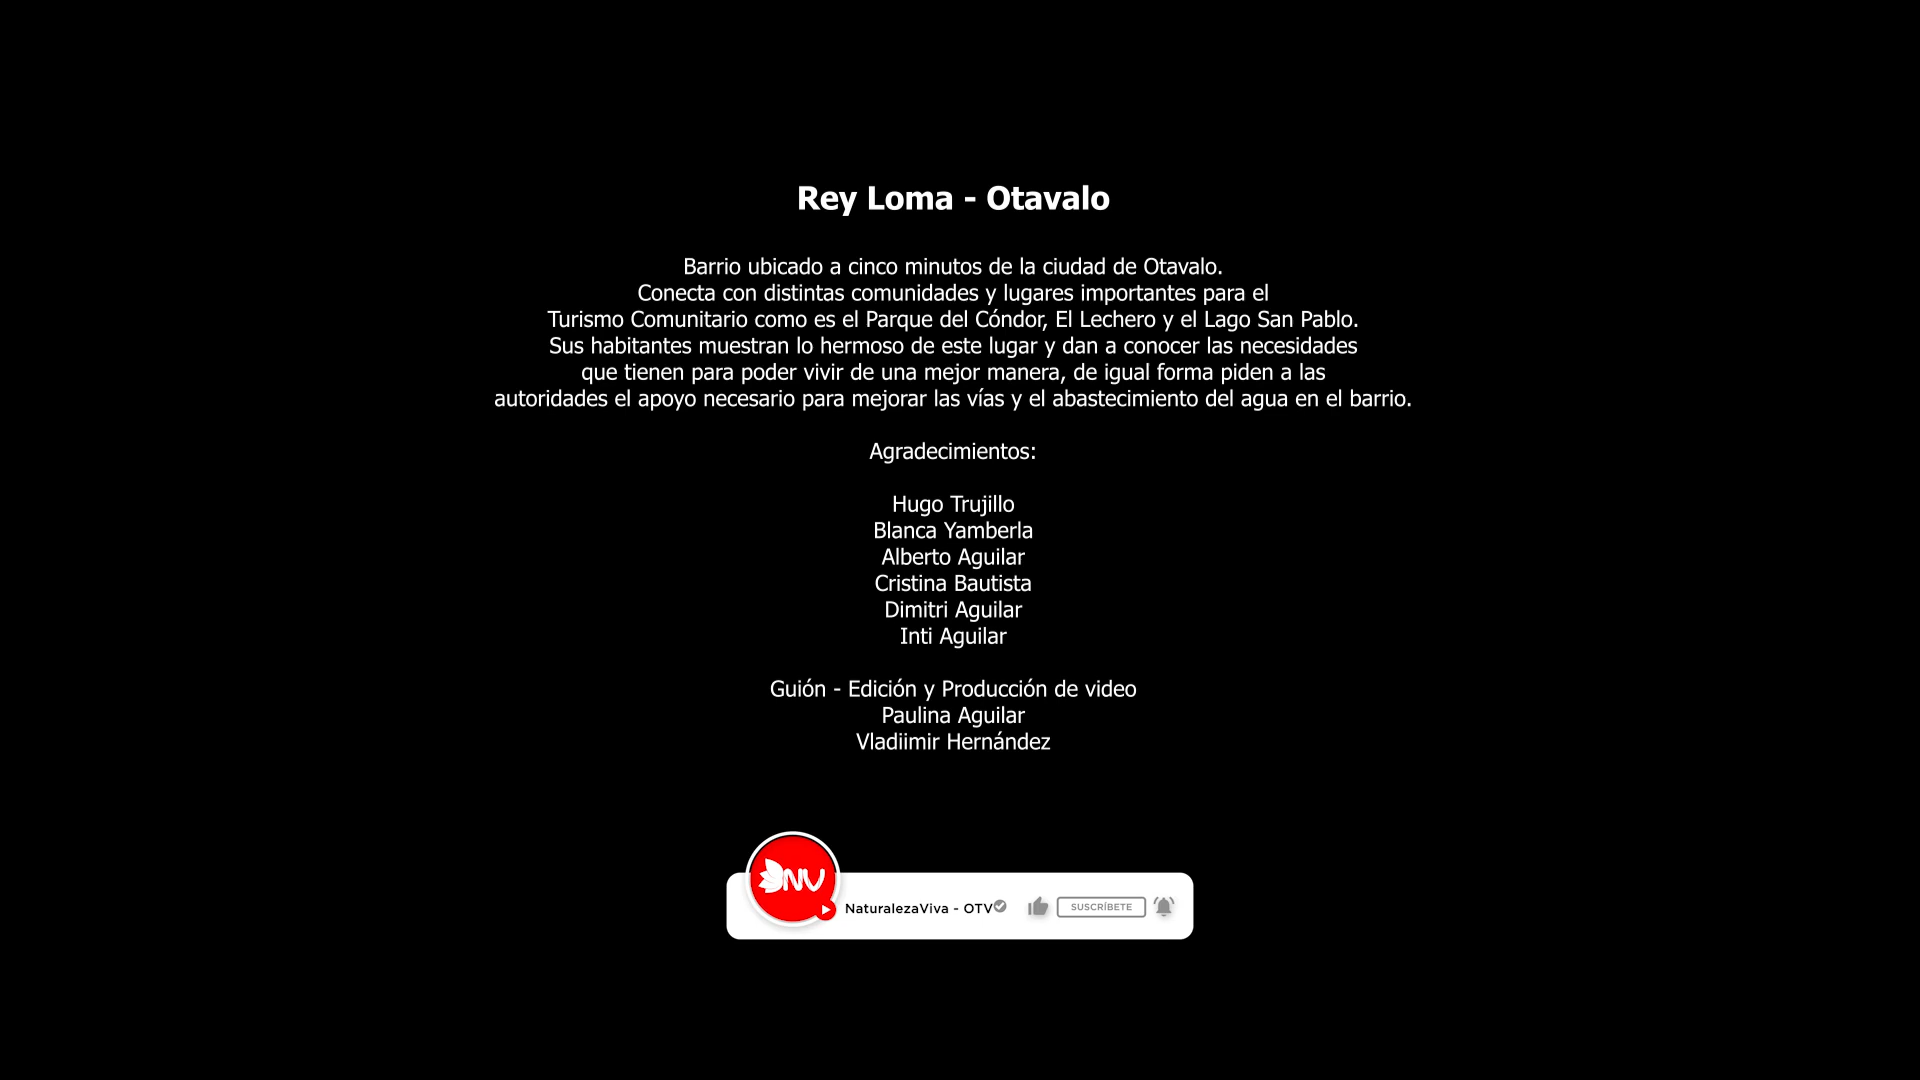 Rey Loma - Otavalo
Barrio ubicado a cinco minutos de la ciudad de Otavalo.
Conecta con distintas comunidades y lugares importantes para el
Turismo Comunitario como es el Parque del Cóndor, El Lechero y el Lago San Pablo.
Sus habitantes muestran lo hermoso de este lugar y dan a conocer las necesidades
que tienen para poder vivir de una mejor manera, de igual forma piden a las
autoridades el apoyo necesario para mejorar las vías y el abastecimiento del agua en el barrio.
Agradecimientos:
Hugo Trujillo
Blanca Yamberla
Alberto Aguilar
Cristina Bautista
Dimitri Aguilar
Inti Aguilar
Guión - Edición y Producción de video
Paulina Aguilar
Vladiimir Hernández
NV
NaturalezaViva - OTV
SUSCRÍBETE